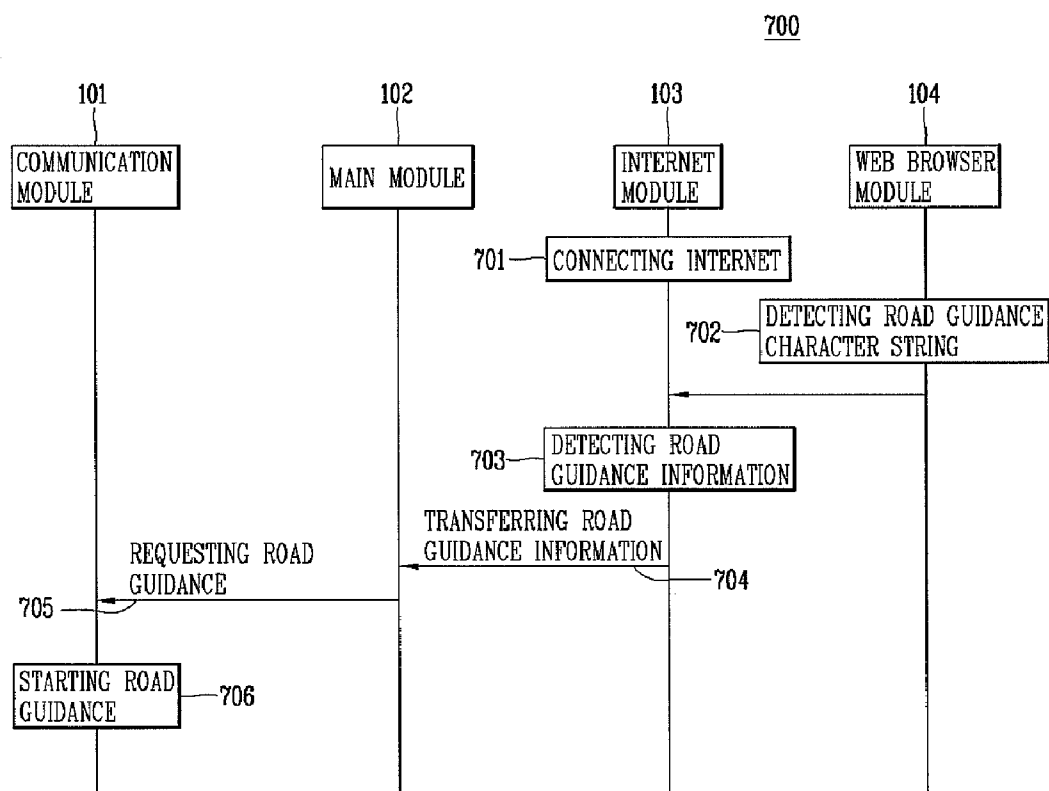 700
101
102
103
104
COMMUNICATION
MODULE
MAIN MODULE
INTERNET
MODULE
WEB BROWSER
MODULE
701
CONNECTING INTERNET
702
DETECTING ROAD GUIDANCE
CHARACTER STRING
703
DETECTING ROAD
GUIDANCE INFORMATION
TRANSFERRING ROAD
GUIDANCE INFORMATION
704
REQUESTING ROAD
GUIDANCE
705
STARTING ROAD
GUIDANCE
706